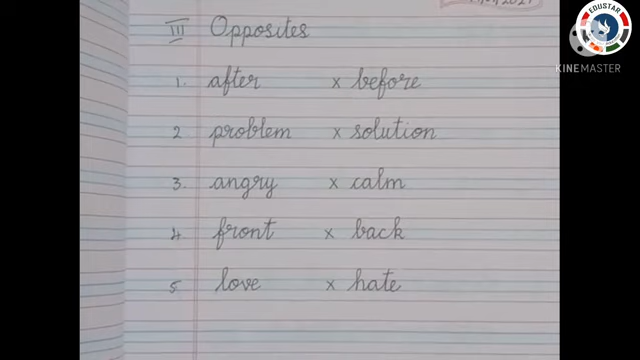 EDUSTAR
KINEMASTER
III Opposites
1. after x before
2 problem x solution
3. angry x calm
4 front x back
5 love x hate